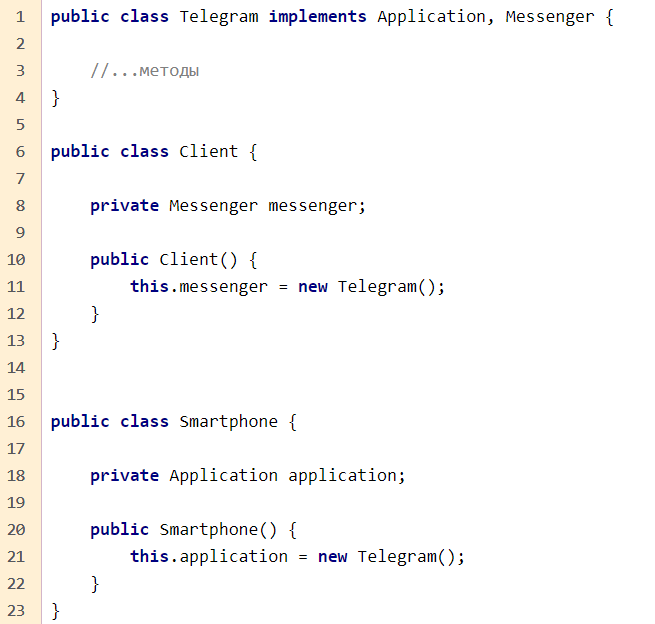 1 public class Telegram implements Application, Messenger {
2
3     //...методы
4 }
5
6 public class Client {
7
8     private Messenger messenger;
9
10     public Client() {
11         this.messenger = new Telegram();
12     }
13 }
14
15
16 public class Smartphone {
17
18     private Application application;
19
20     public Smartphone() {
21         this.application = new Telegram();
22     }
23 }